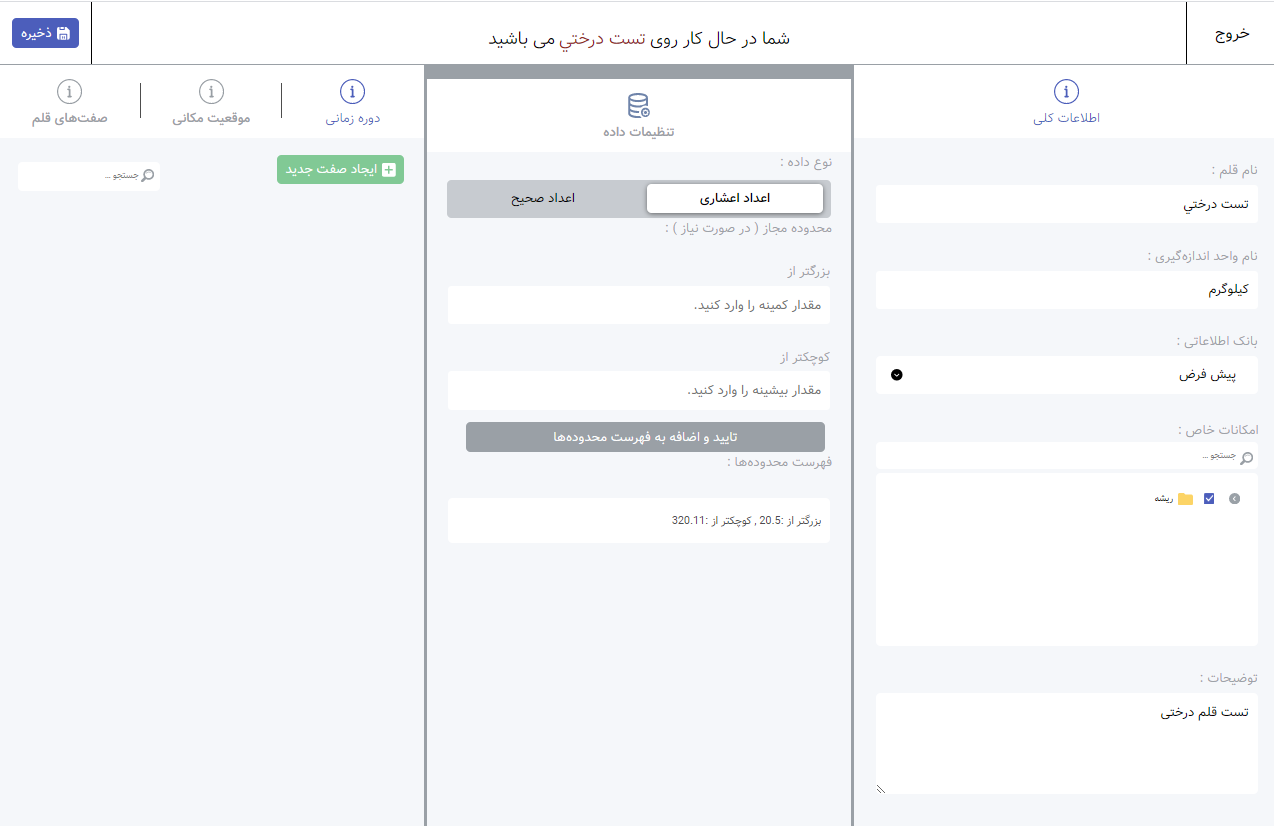 خروج
شما در حال کار روی تست درختي می باشید
ذخیره
اطلاعات کلی
نام قلم :
تست درختي
نام واحد اندازه‌گیری :
کیلوگرم
بانک اطلاعاتی :
پیش فرض
امکانات خاص :
جستجو ...
ریشه
توضیحات :
تست قلم درختی
تنظیمات داده
نوع داده :
اعداد اعشاری
اعداد صحیح
محدوده مجاز ( در صورت نیاز ) :
بزرگتر از
مقدار کمینه را وارد کنید.
کوچکتر از
مقدار بیشینه را وارد کنید.
تایید و اضافه به فهرست محدوده‌ها
فهرست محدوده‌ها :
بزرگتر از :20.5 , کوچکتر از :320.11
دوره زمانی
موقعیت مکانی
صفت‌های قلم
ایجاد صفت جدید
جستجو ...